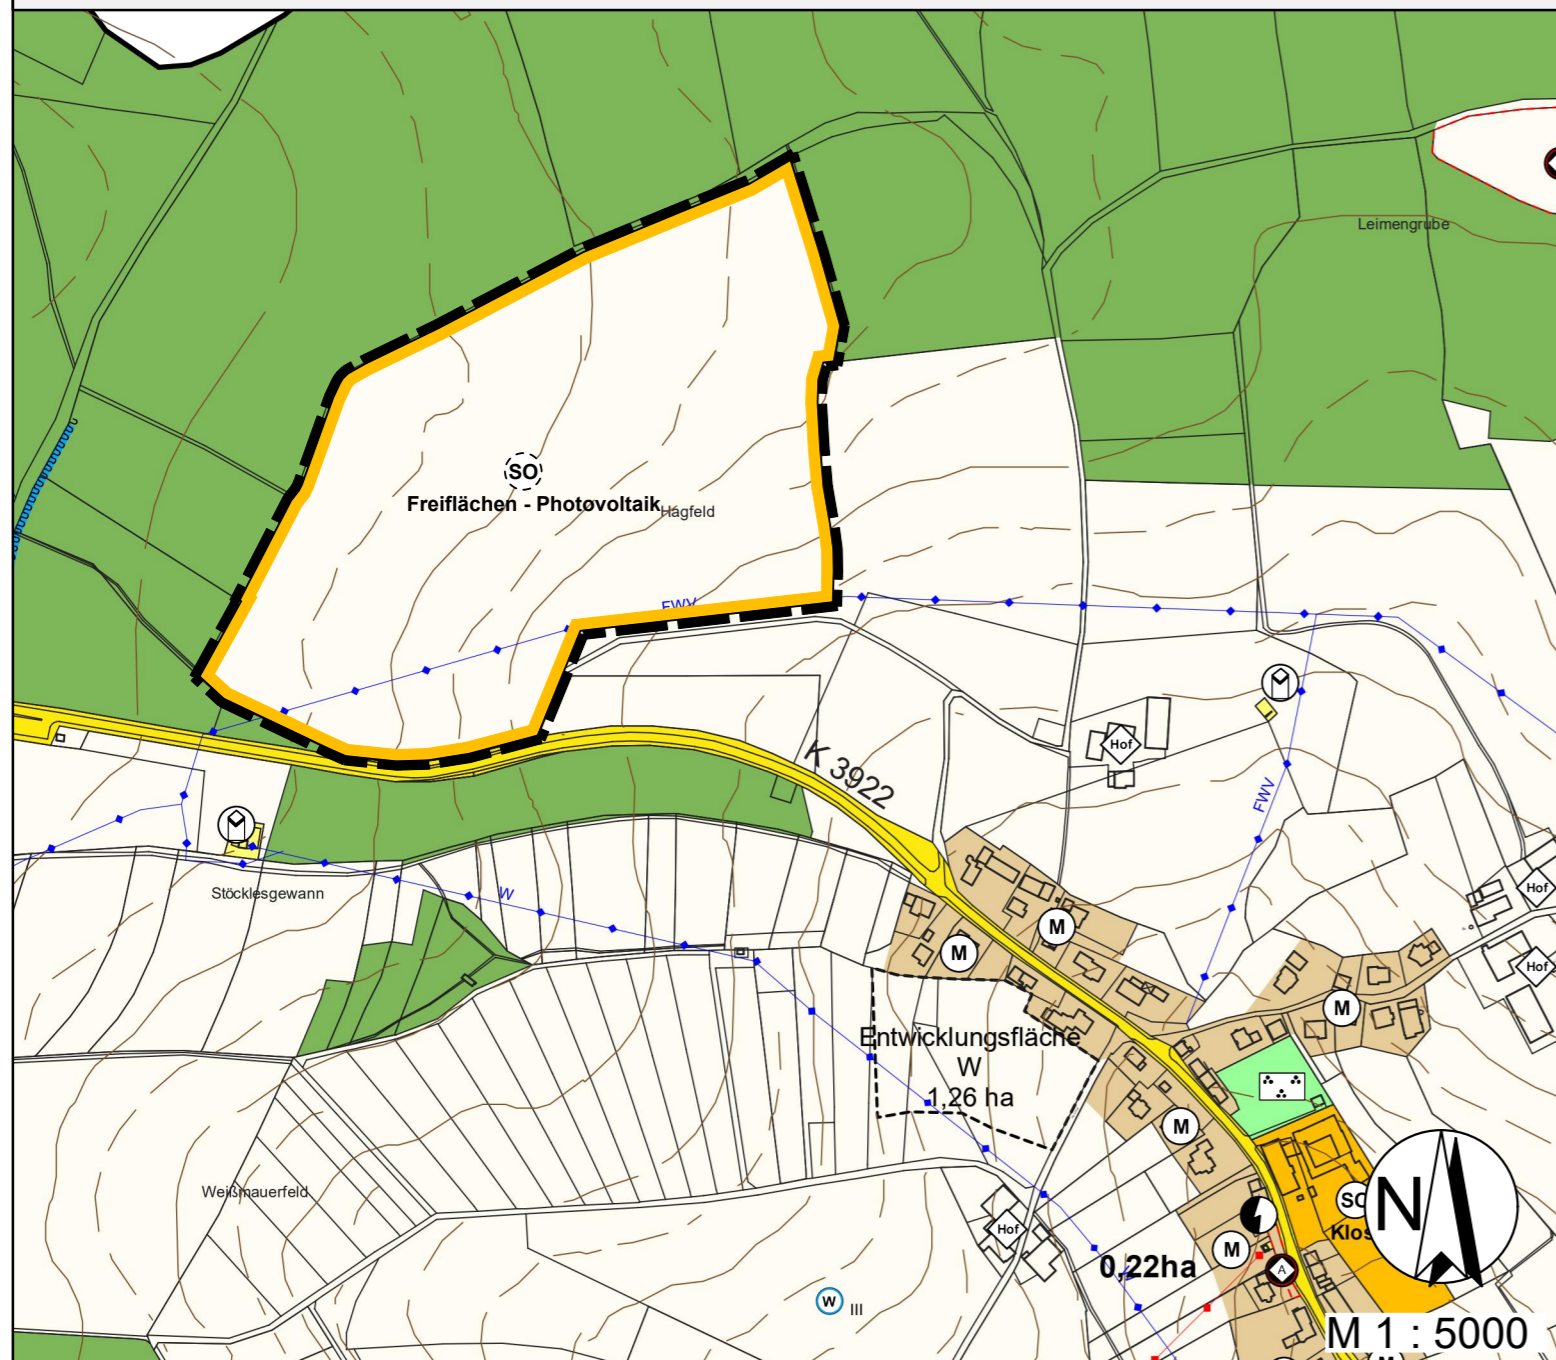 Leimengrube
SO
Freiflächen - Photovoltaik
Hagfeld
FWV
K 3922
Hof
FWV
Hof
Stöcklesgewann
W
M
M
Hof
M
Entwicklungsfläche
W
1,26 ha
M
Weißmauerfeld
SO
N
Klos
Hof
M
0,22ha
A
W
III
M 1 : 5000